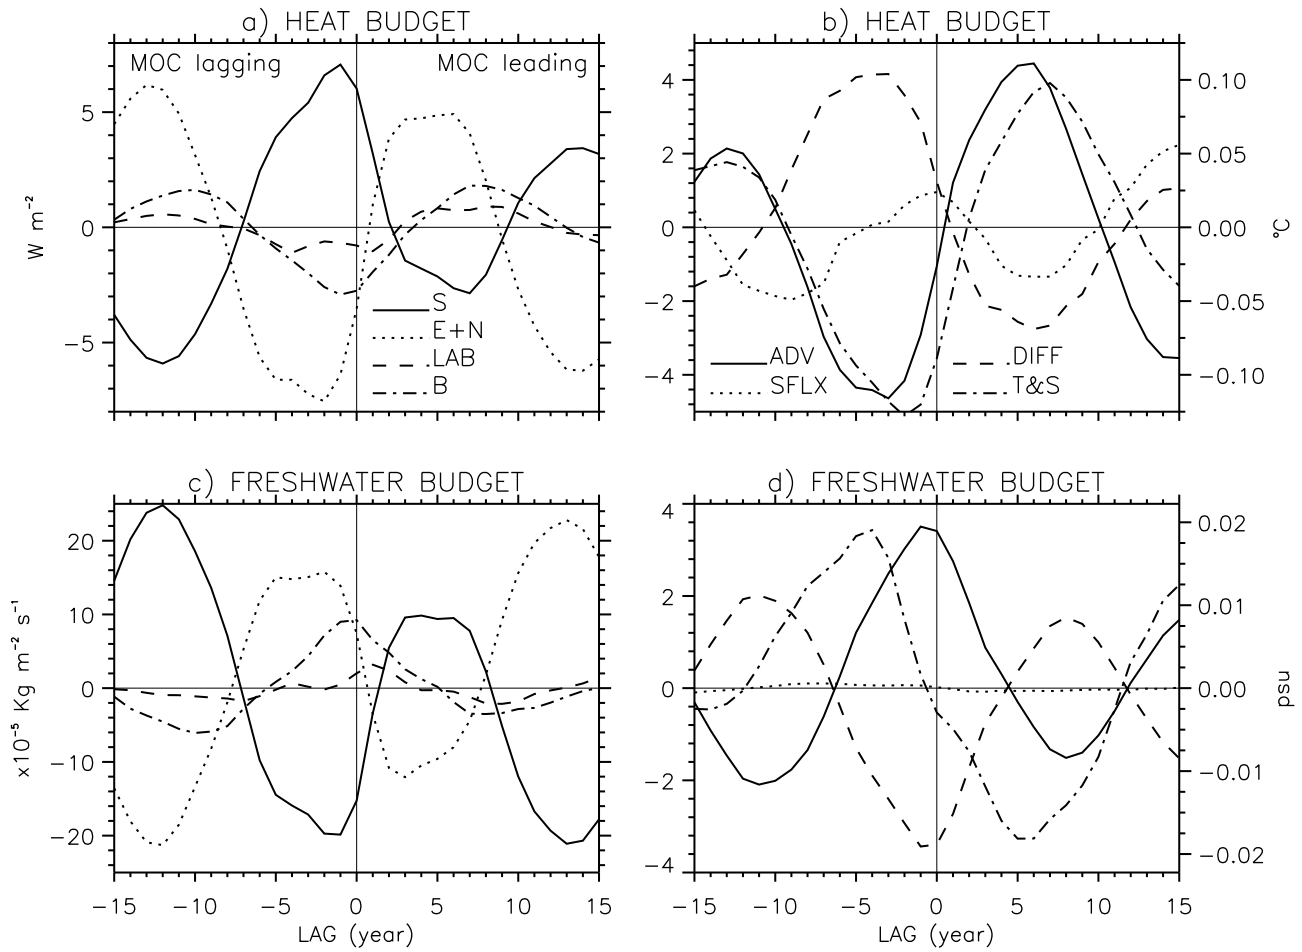 a) HEAT BUDGET
b) HEAT BUDGET
MOC lagging
MOC leading
5
0
−5
W m⁻²
S
E+N
LAB
B
4
2
0
−2
−4
0.10
0.05
0.00
−0.05
−0.10
°C
ADV
SFLX
DIFF
T&S
c) FRESHWATER BUDGET
d) FRESHWATER BUDGET
20
10
0
−10
−20
x10⁻⁵ Kg m⁻² s⁻¹
−15 −10 −5 0 5 10 15
LAG (year)
4
2
0
−2
−4
0.02
0.01
0.00
−0.01
−0.02
psu
−15 −10 −5 0 5 10 15
LAG (year)